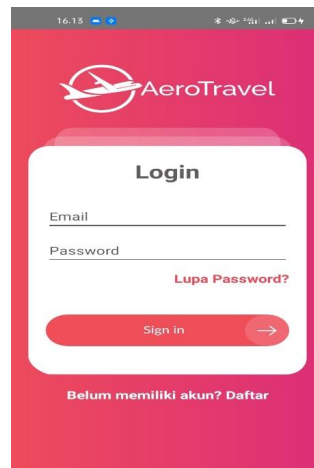 16.13
AeroTravel
Login
Email
Password
Lupa Password?
Sign in
Belum memiliki akun? Daftar